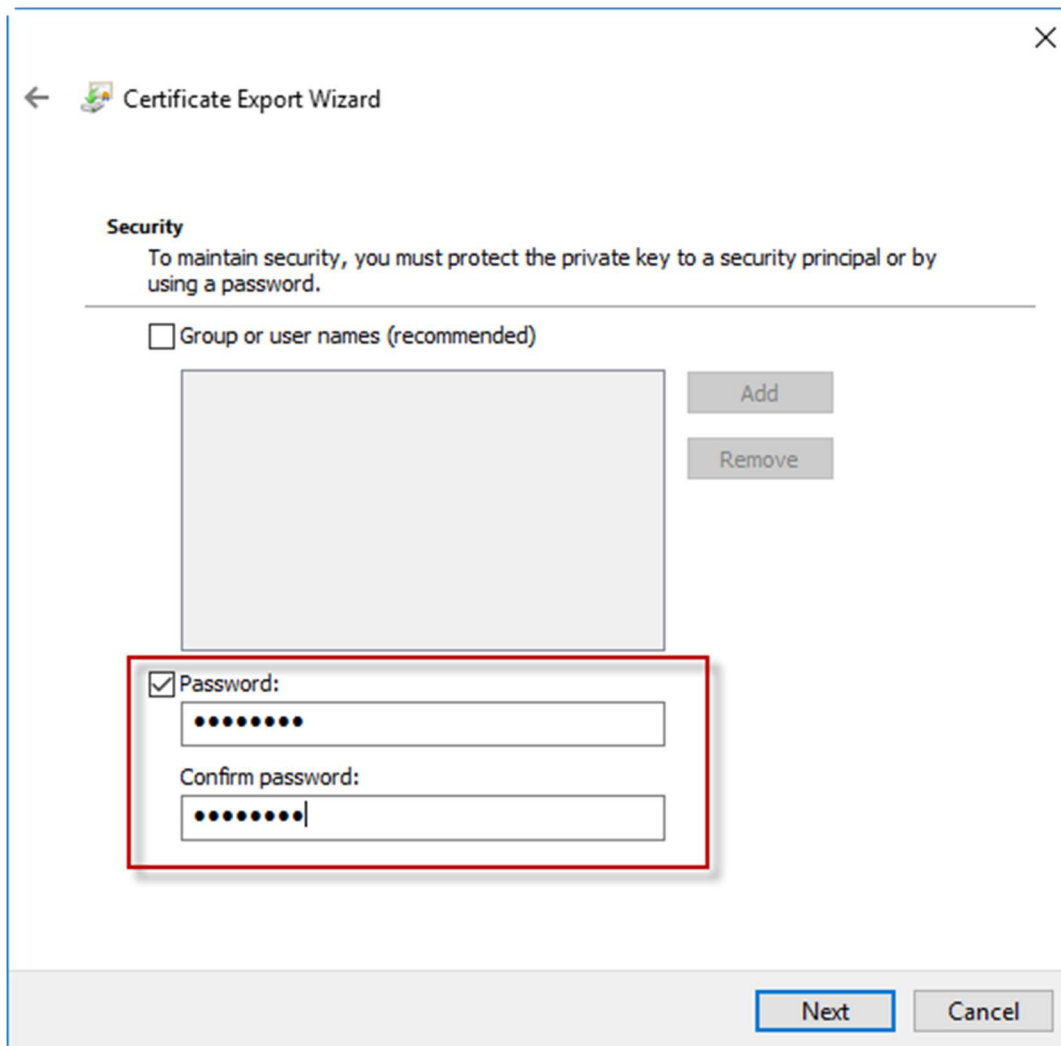 Certificate Export Wizard
Security
To maintain security, you must protect the private key to a security principal or by
using a password.
Group or user names (recommended)
Add
Remove
Password:
••••••••
Confirm password:
••••••••
Next
Cancel